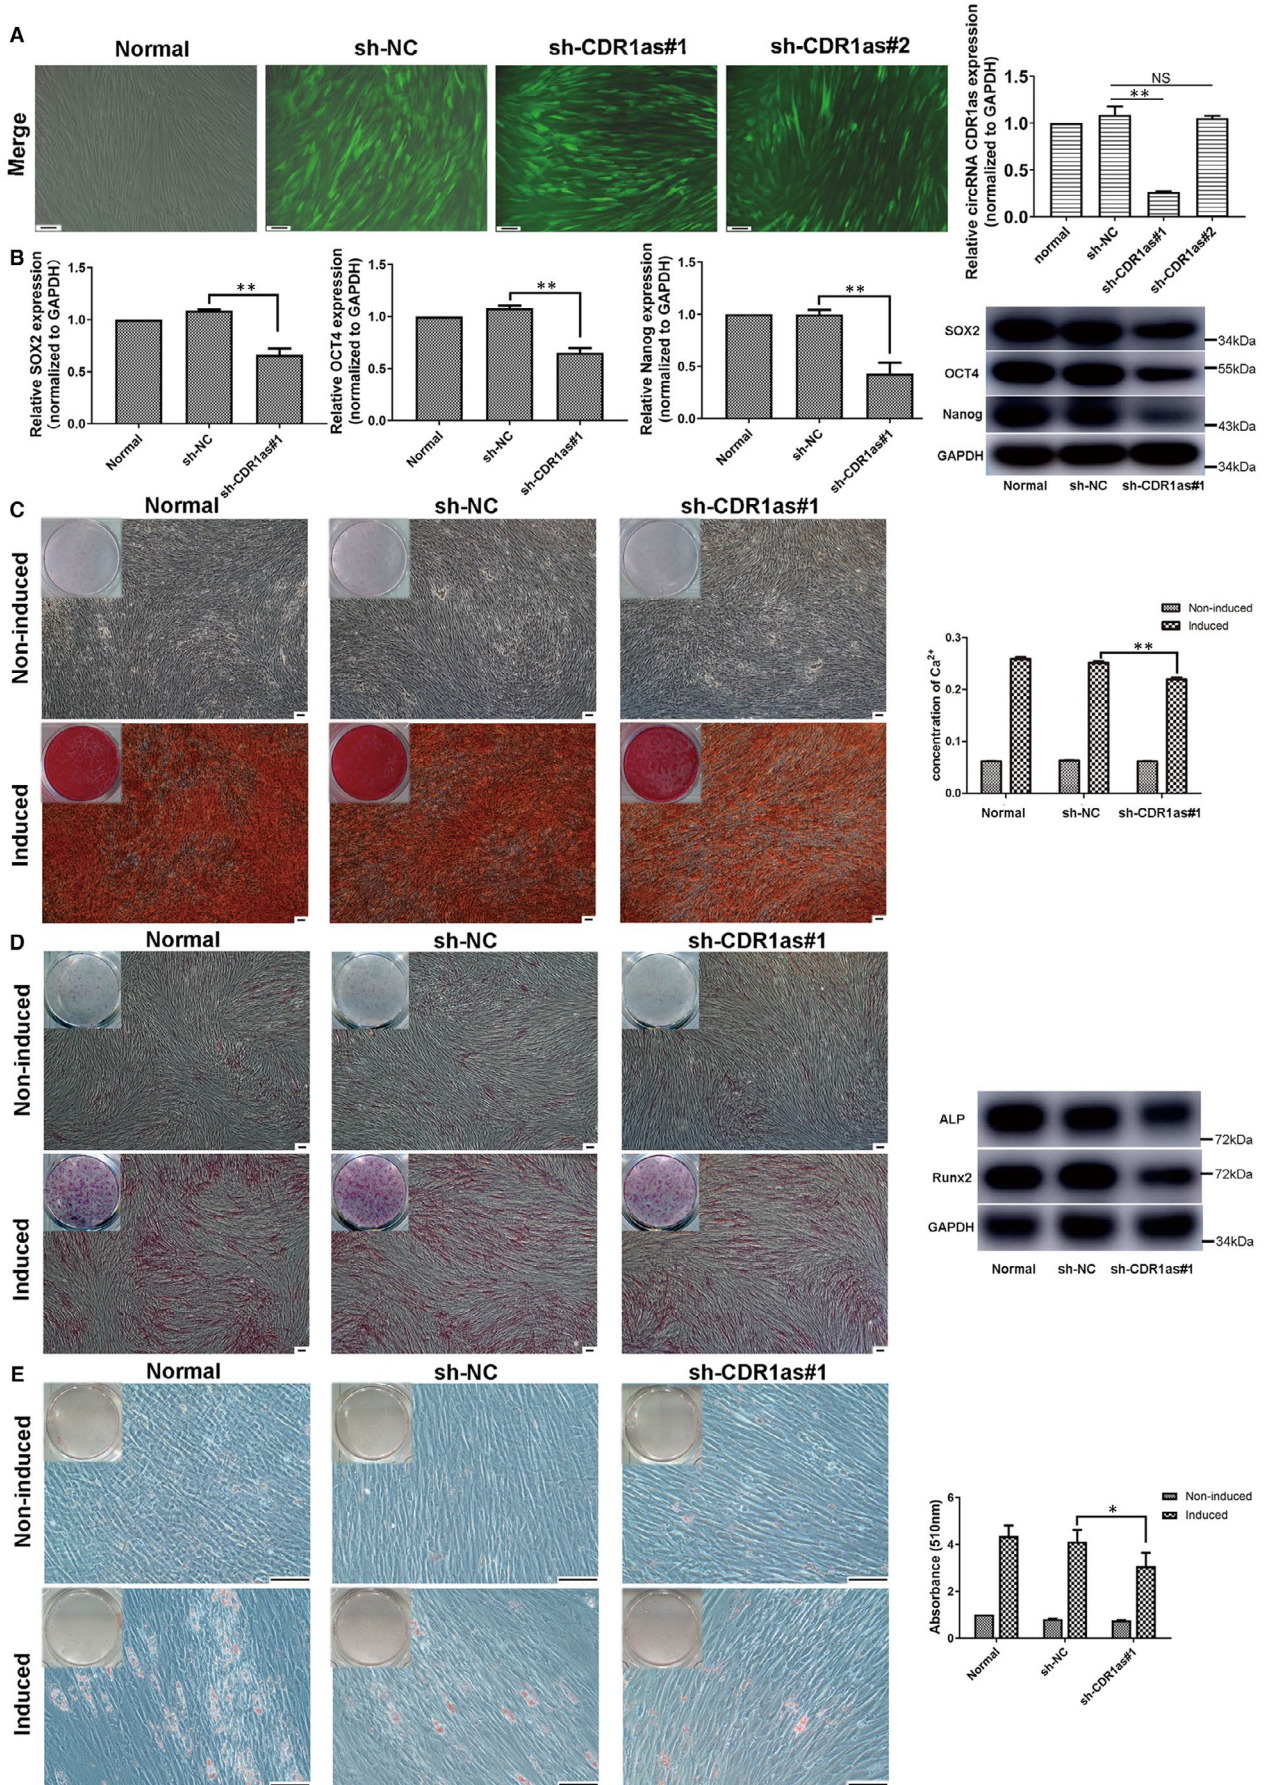 A
Normal
sh-NC
sh-CDR1as#1
sh-CDR1as#2
Merge
Relative circRNA CDR1as expression
(normalized to GAPDH)
1.5
1.0
0.5
0.0
NS
**
normal
sh-NC
sh-CDR1as#1
sh-CDR1as#2
B
Relative SOX2 expression
(normalized to GAPDH)
1.5
1.0
0.5
0.0
**
Normal
sh-NC
sh-CDR1as#1
Relative OCT4 expression
(normalized to GAPDH)
1.5
1.0
0.5
0.0
**
Normal
sh-NC
sh-CDR1as#1
Relative Nanog expression
(normalized to GAPDH)
1.5
1.0
0.5
0.0
**
Normal
sh-NC
sh-CDR1as#1
SOX2
34kDa
OCT4
55kDa
Nanog
43kDa
GAPDH
34kDa
Normal sh-NC sh-CDR1as#1
C
Normal
sh-NC
sh-CDR1as#1
Non-induced
Induced
Non-induced
Induced
concentration of Ca2+
0.3
0.2
0.1
0.0
**
Normal sh-NC sh-CDR1as#1
D
Normal
sh-NC
sh-CDR1as#1
Non-induced
Induced
ALP
72kDa
Runx2
72kDa
GAPDH
34kDa
Normal sh-NC sh-CDR1as#1
E
Normal
sh-NC
sh-CDR1as#1
Non-induced
Induced
Non-induced
Induced
Absorbance (510nm)
6
4
2
0
*
Normal
sh-NC
sh-CDR1as#1